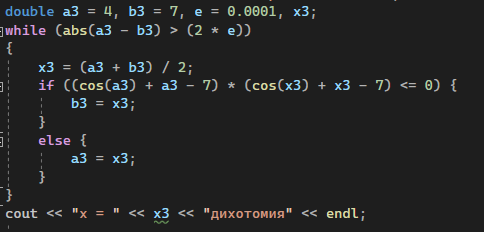 double a3 = 4, b3 = 7, e = 0.0001, x3;
while (abs(a3 - b3) > (2 * e))
{
x3 = (a3 + b3) / 2;
if ((cos(a3) + a3 - 7) * (cos(x3) + x3 - 7) <= 0) {
b3 = x3;
}
else {
a3 = x3;
}
}
cout << "x = " << x3 << "дихотомия" << endl;